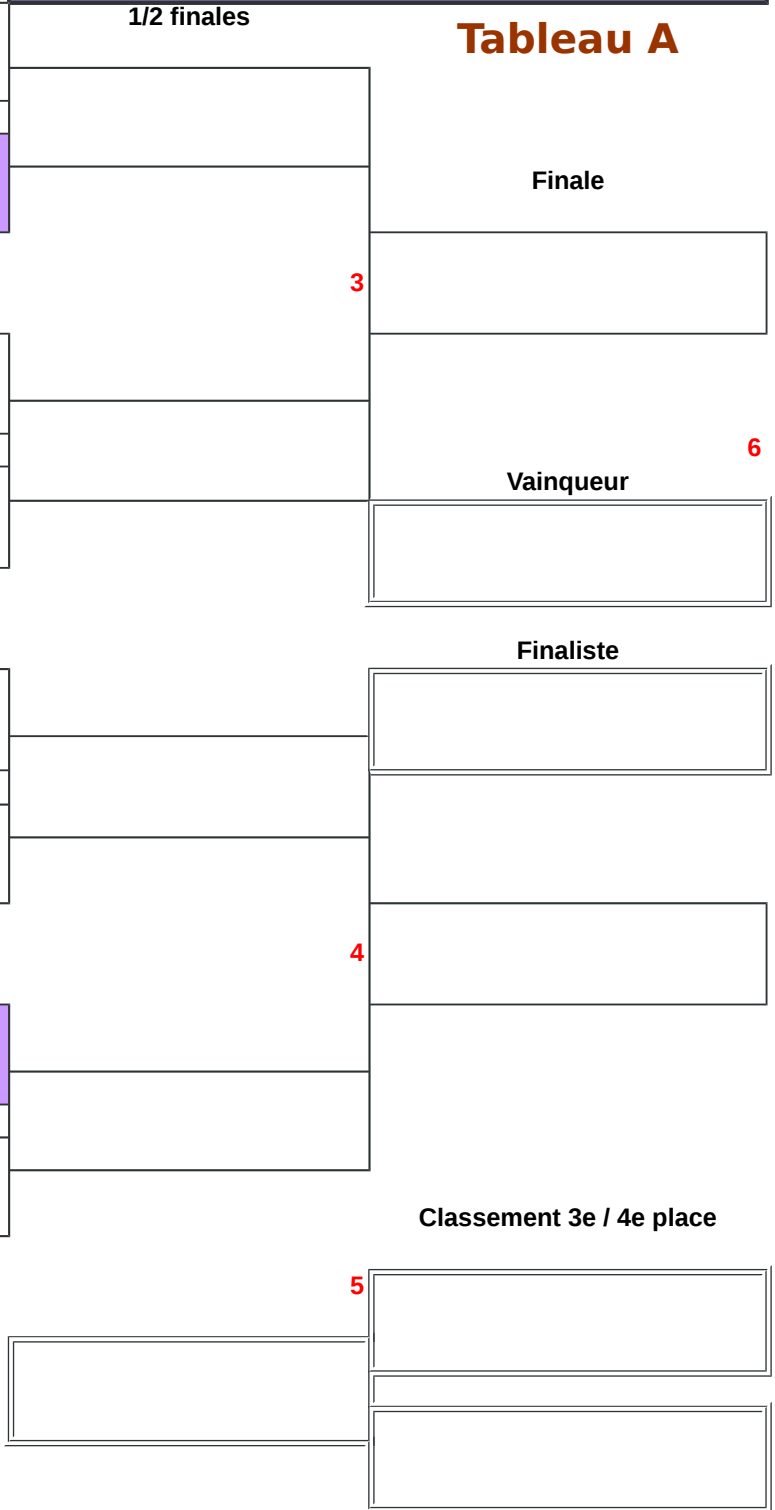 1/2 finales
Tableau A
Finale
3
6
Vainqueur
Finaliste
4
Classement 3e / 4e place
5